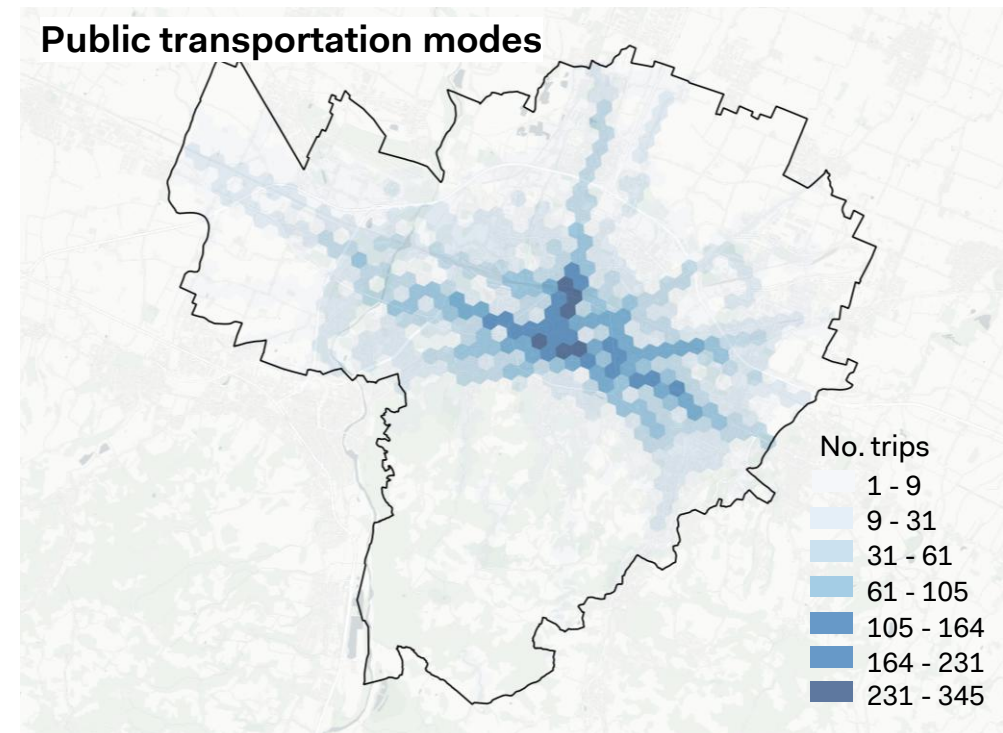 Public transportation modes
No. trips
1 - 9
9 - 31
31 - 61
61 - 105
105 - 164
164 - 231
231 - 345